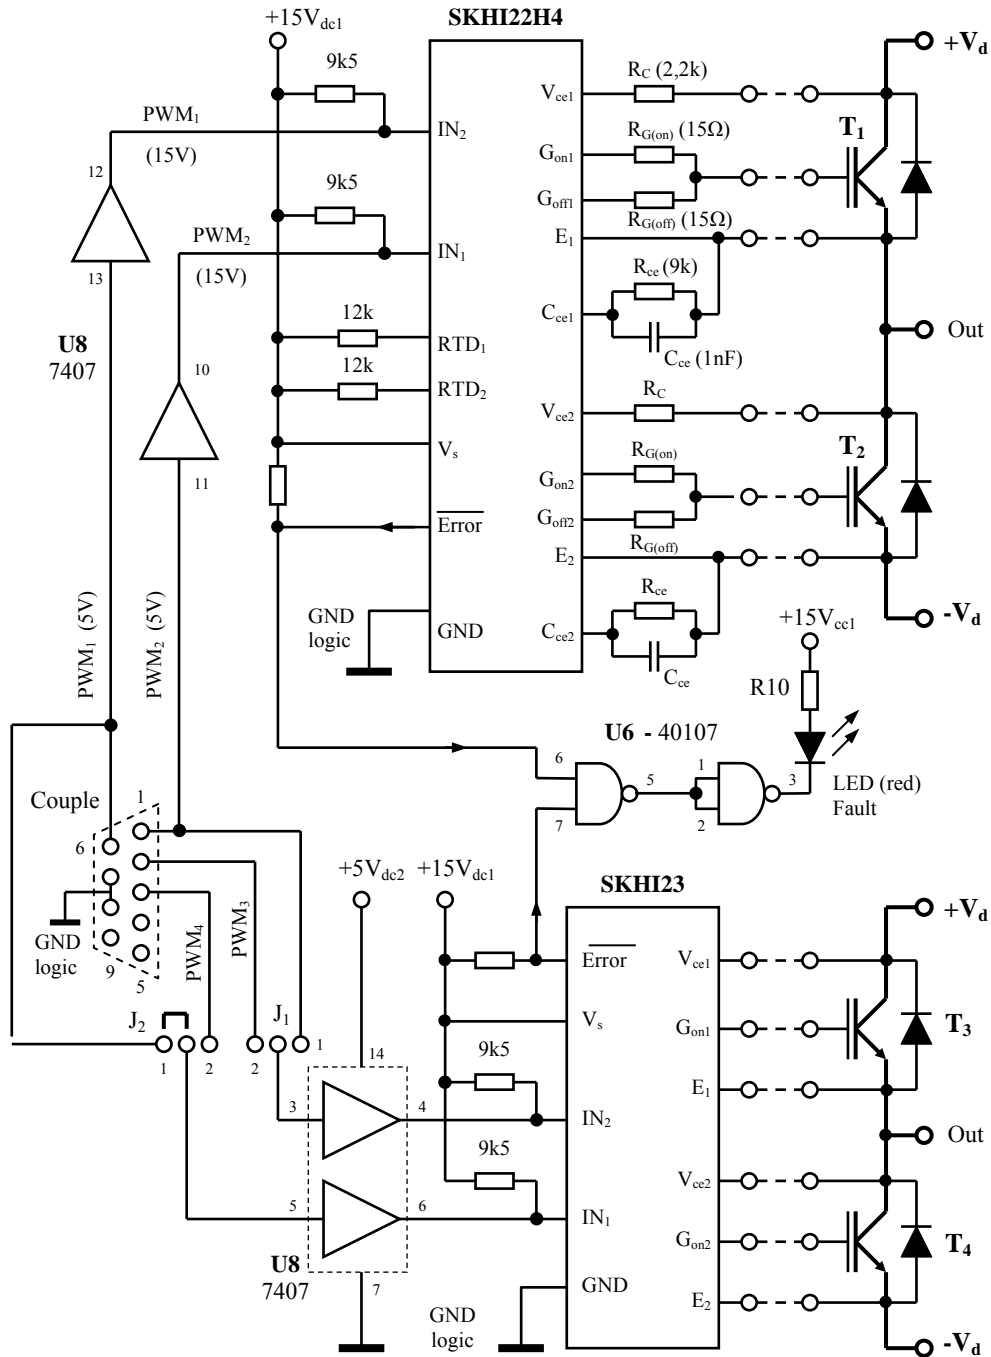 SKHI22H4
+15Vdc1
+Vd
9k5
RC (2,2k)
Vce1
PWM1
(15V)
IN2
RG(on) (15Ω)
T1
12
Gon1
9k5
Goff1
RG(off) (15Ω)
PWM2
(15V)
IN1
E1
13
Rce (9k)
12k
Cce1
U8
7407
RTD1
Out
12k
Cce (1nF)
10
RTD2
RC
Vce2
Vs
RG(on)
T2
11
Gon2
Error
Goff2
RG(off)
E2
Rce
GND
logic
GND
Cce2
-Vd
+15Vcc1
PWM1 (5V)
PWM2 (5V)
Cce
R10
U6 - 40107
6
5
7
1
2
3
LED (red)
Fault
Couple
1
6
GND
logic
9
5
PWM4
PWM3
+5Vdc2
+15Vdc1
SKHI23
+Vd
Error
Vce1
J2
J1
1
2
2
1
Vs
Gon1
T3
14
9k5
E1
3
4
IN2
Out
9k5
Vce2
5
6
IN1
Gon2
T4
U8
7407
7
GND
E2
GND
logic
-Vd